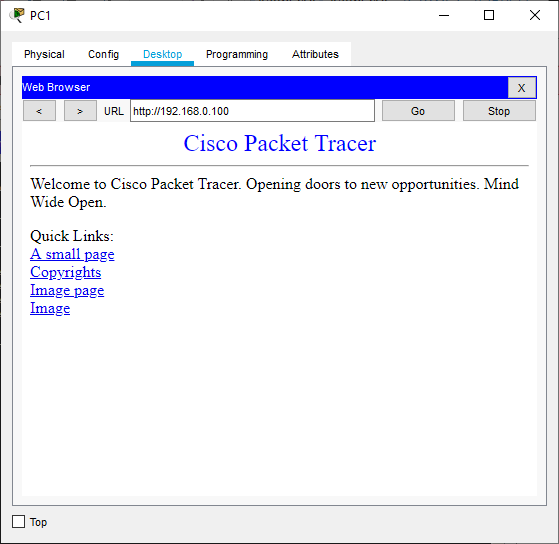 PC1
Physical Config Desktop Programming Attributes
Web Browser X
< > URL http://192.168.0.100 Go Stop
Cisco Packet Tracer
Welcome to Cisco Packet Tracer. Opening doors to new opportunities. Mind
Wide Open.
Quick Links:
A small page
Copyrights
Image page
Image
Top